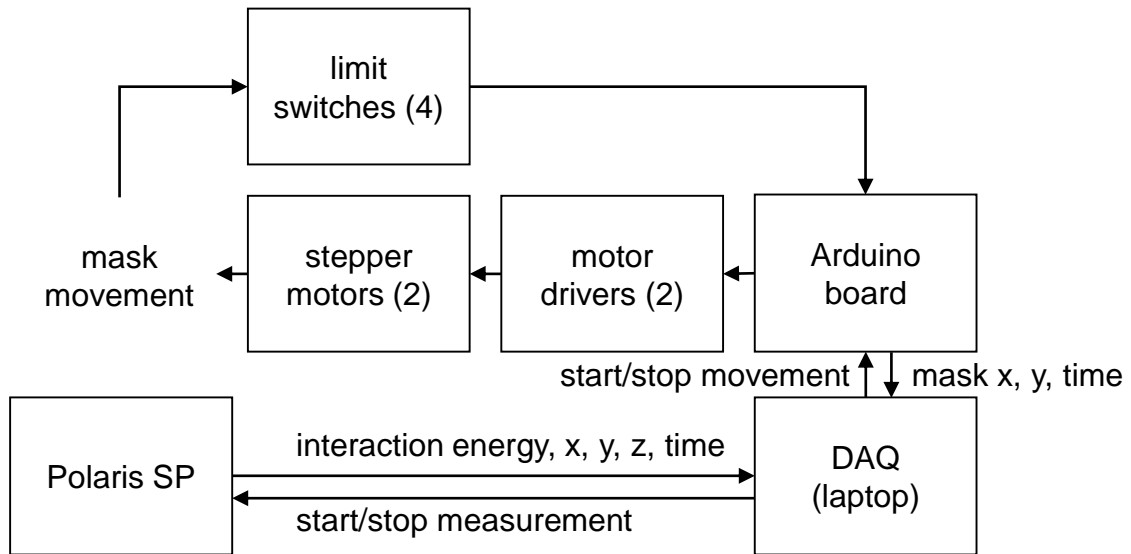 limit
switches (4)
mask
movement
stepper
motors (2)
motor
drivers (2)
Arduino
board
start/stop movement
mask x, y, time
Polaris SP
interaction energy, x, y, z, time
start/stop measurement
DAQ
(laptop)